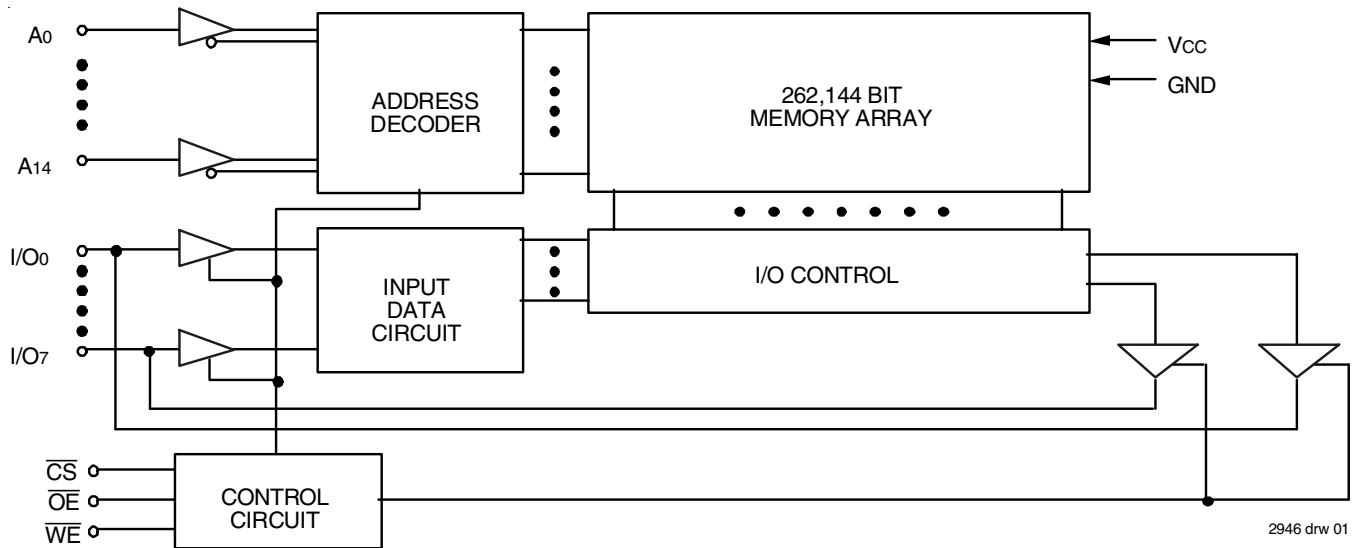 A0
ADDRESS
DECODER
262,144 BIT
MEMORY ARRAY
VCC
GND
A14
I/O0
INPUT
DATA
CIRCUIT
I/O CONTROL
I/O7
CS
OE
WE
CONTROL
CIRCUIT
2946 drw 01